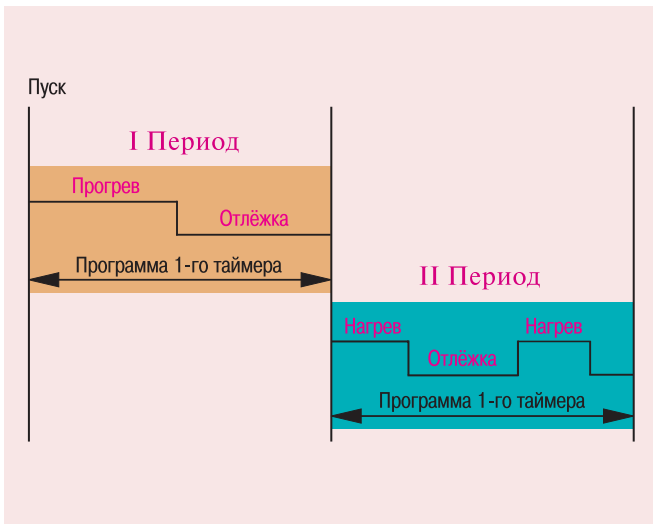 Пуск
I Период
Прогрев
Отлёжка
Программа 1-го таймера
II Период
Нагрев
Нагрев
Отлёжка
Программа 1-го таймера